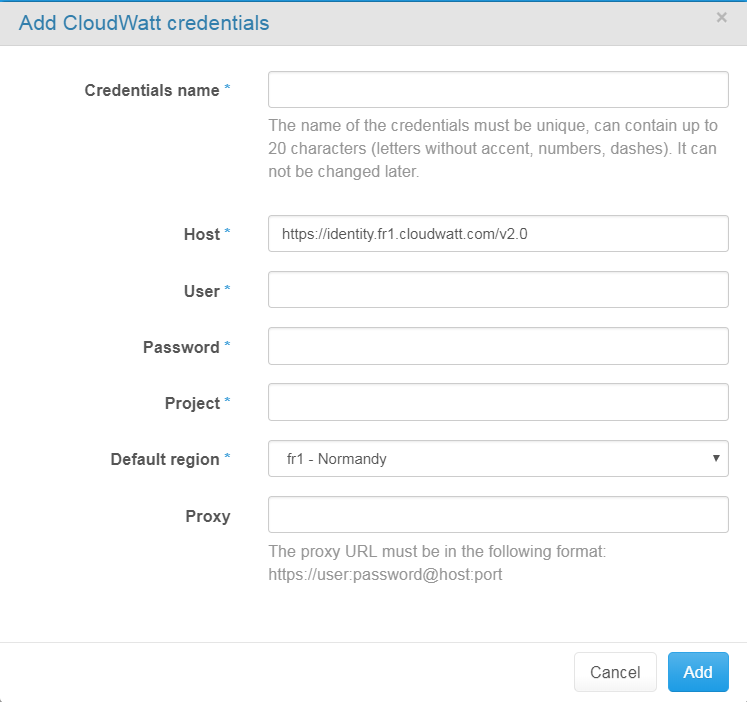 Add CloudWatt credentials ×
Credentials name *
The name of the credentials must be unique, can contain up to
20 characters (letters without accent, numbers, dashes). It can
not be changed later.
Host * https://identity.fr1.cloudwatt.com/v2.0
User *
Password *
Project *
Default region * fr1 - Normandy
Proxy
The proxy URL must be in the following format:
https://user:password@host:port
Cancel Add